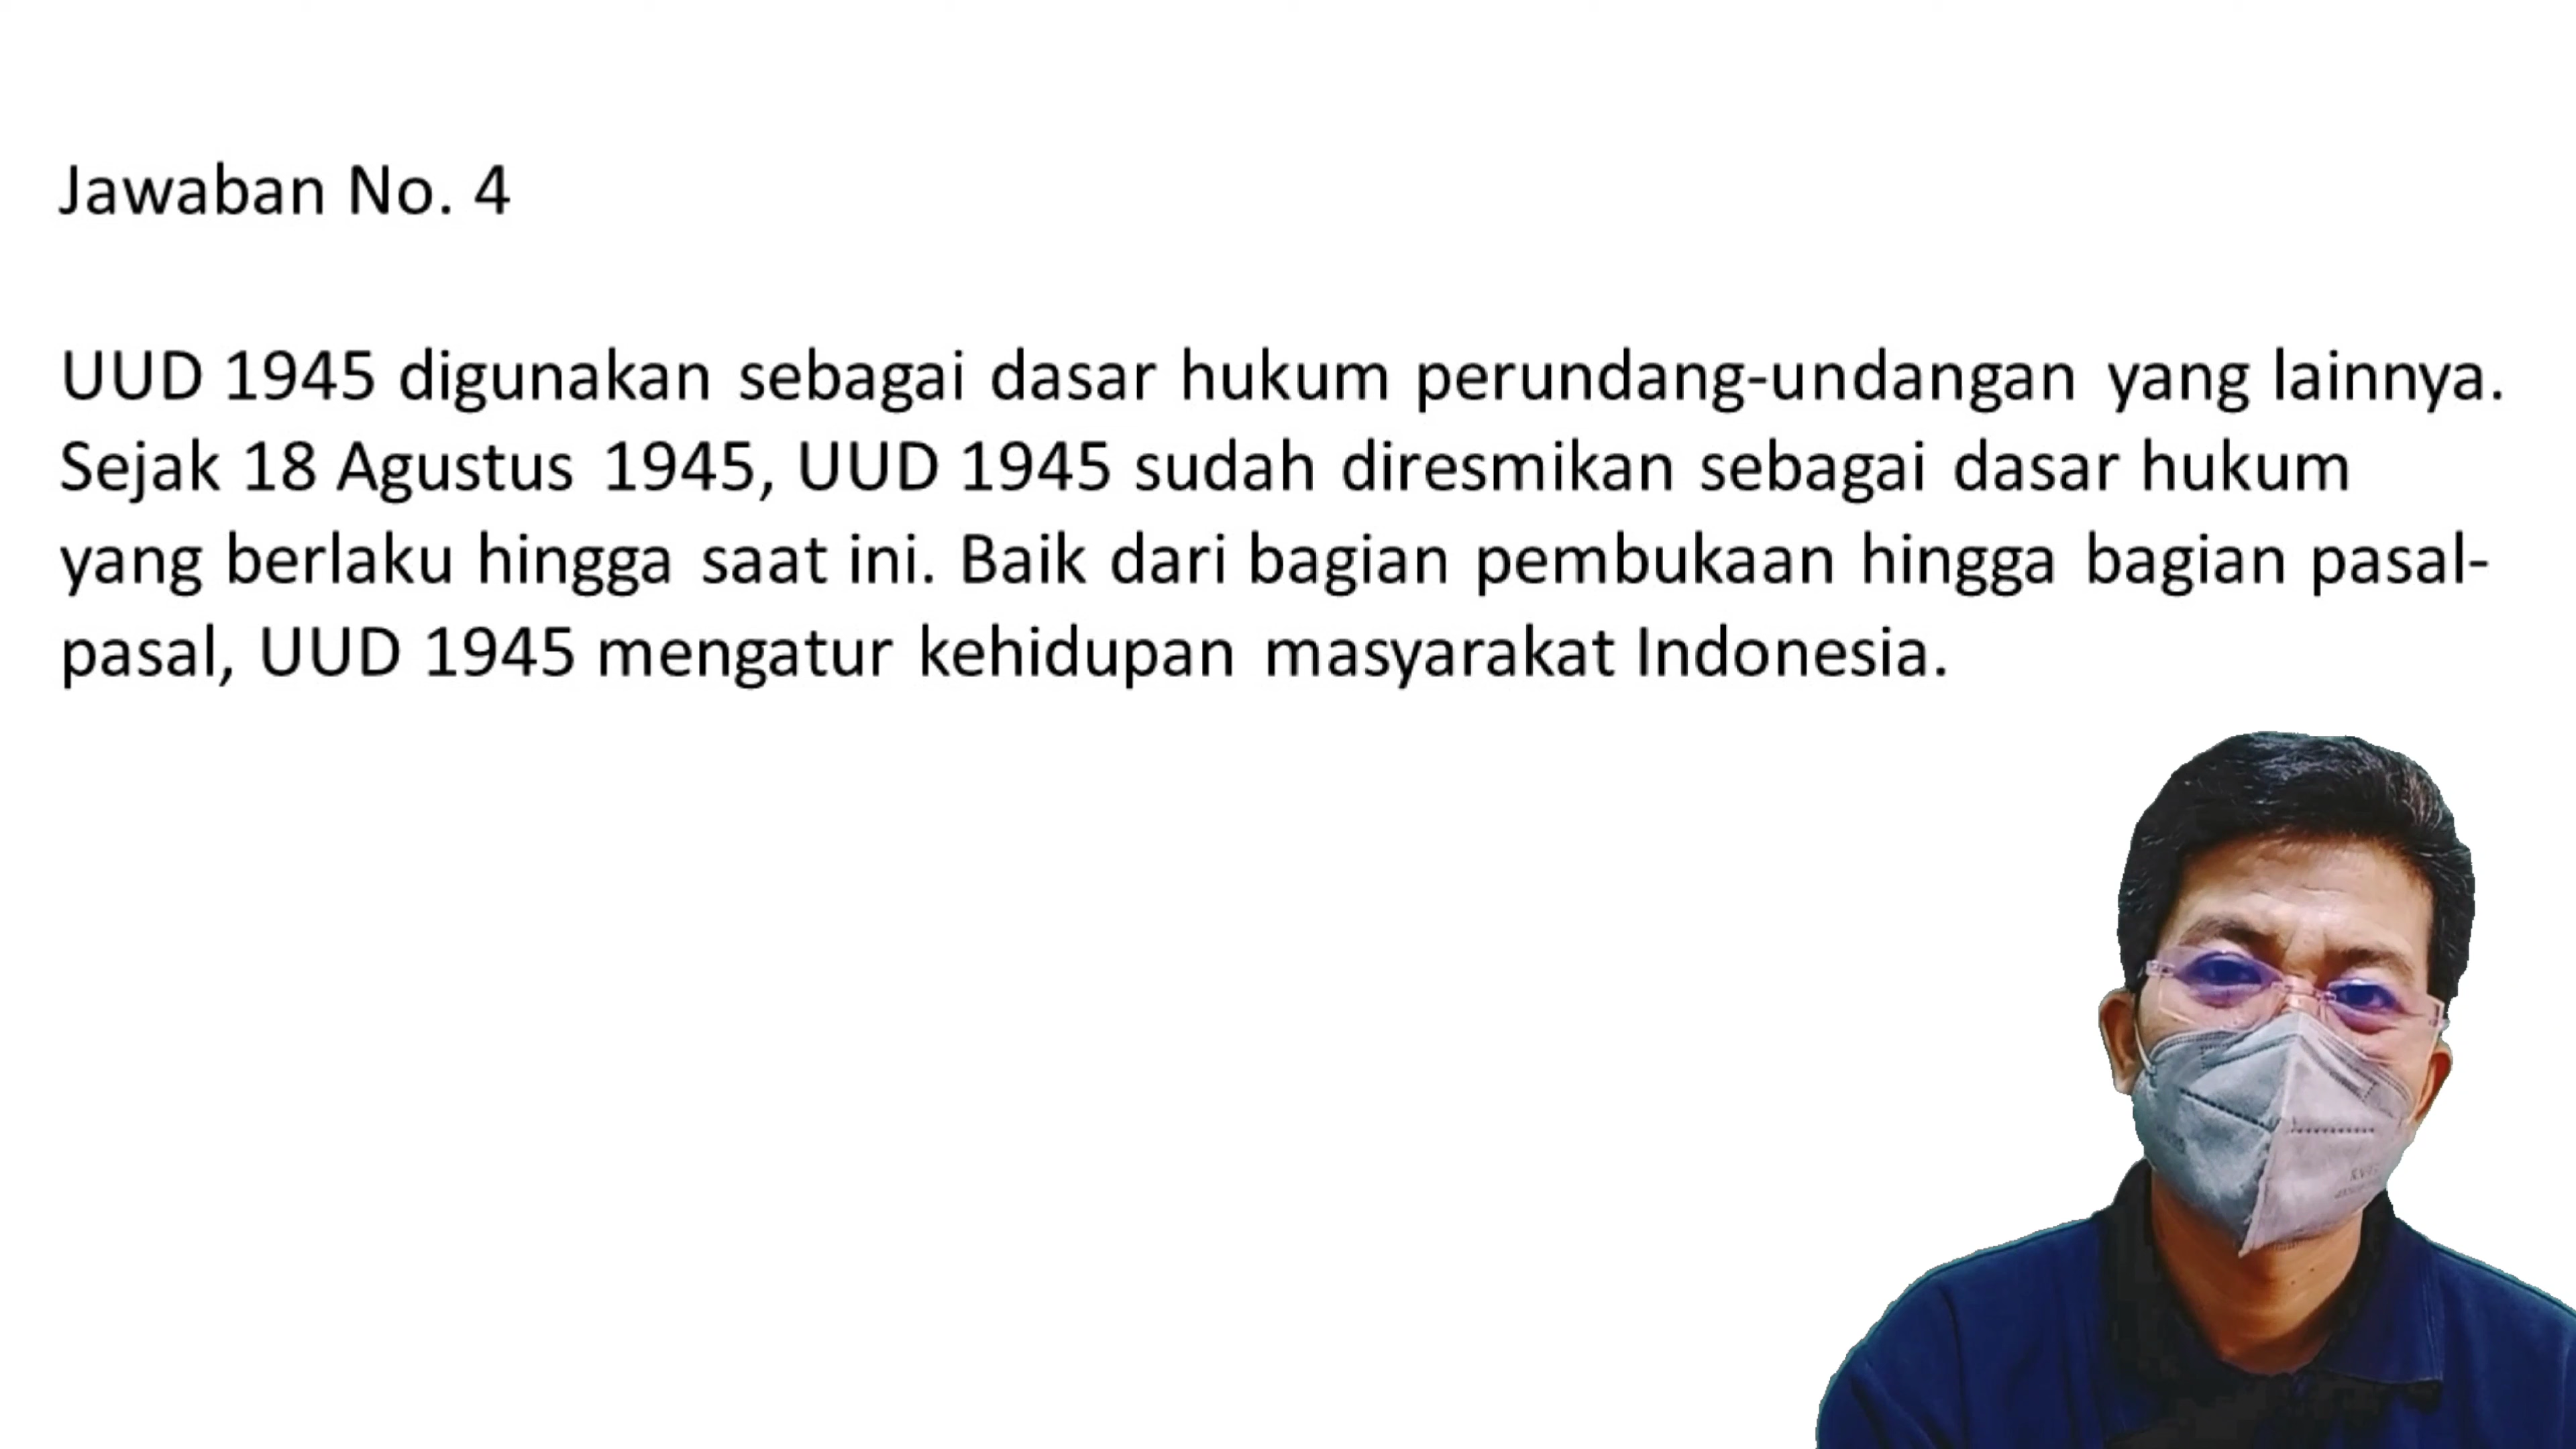 Jawaban No. 4
UUD 1945 digunakan sebagai dasar hukum perundang-undangan yang lainnya.
Sejak 18 Agustus 1945, UUD 1945 sudah diresmikan sebagai dasar hukum
yang berlaku hingga saat ini. Baik dari bagian pembukaan hingga bagian pasal-
pasal, UUD 1945 mengatur kehidupan masyarakat Indonesia.